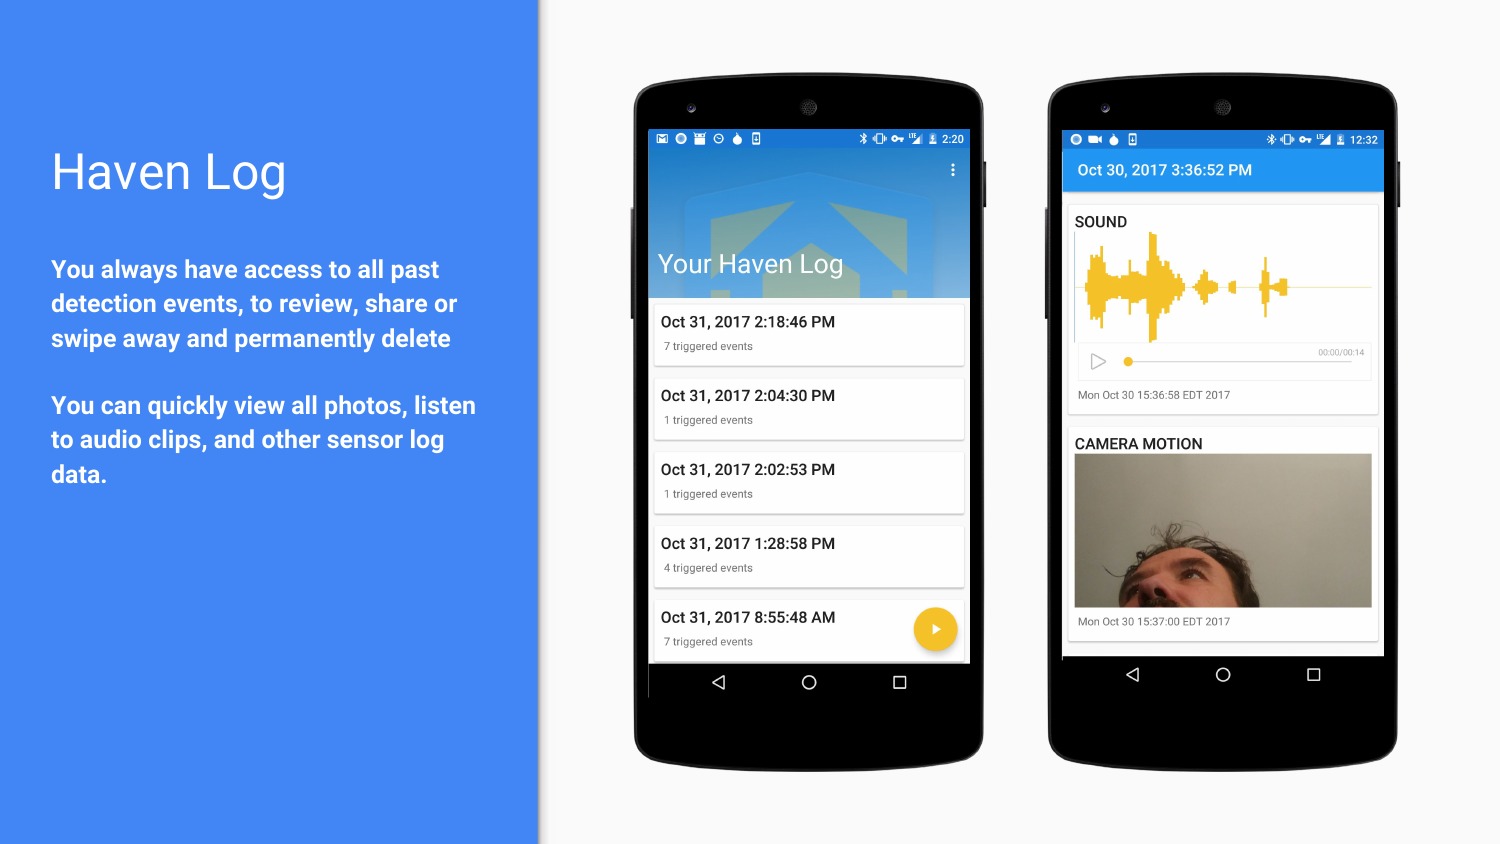 Haven Log
You always have access to all past
detection events, to review, share or
swipe away and permanently delete
You can quickly view all photos, listen
to audio clips, and other sensor log
data.
LTE
2:20
Your Haven Log
Oct 31, 2017 2:18:46 PM
7 triggered events
Oct 31, 2017 2:04:30 PM
1 triggered events
Oct 31, 2017 2:02:53 PM
1 triggered events
Oct 31, 2017 1:28:58 PM
4 triggered events
Oct 31, 2017 8:55:48 AM
7 triggered events
LTE
12:32
Oct 30, 2017 3:36:52 PM
SOUND
00:00/00:14
Mon Oct 30 15:36:58 EDT 2017
CAMERA MOTION
Mon Oct 30 15:37:00 EDT 2017